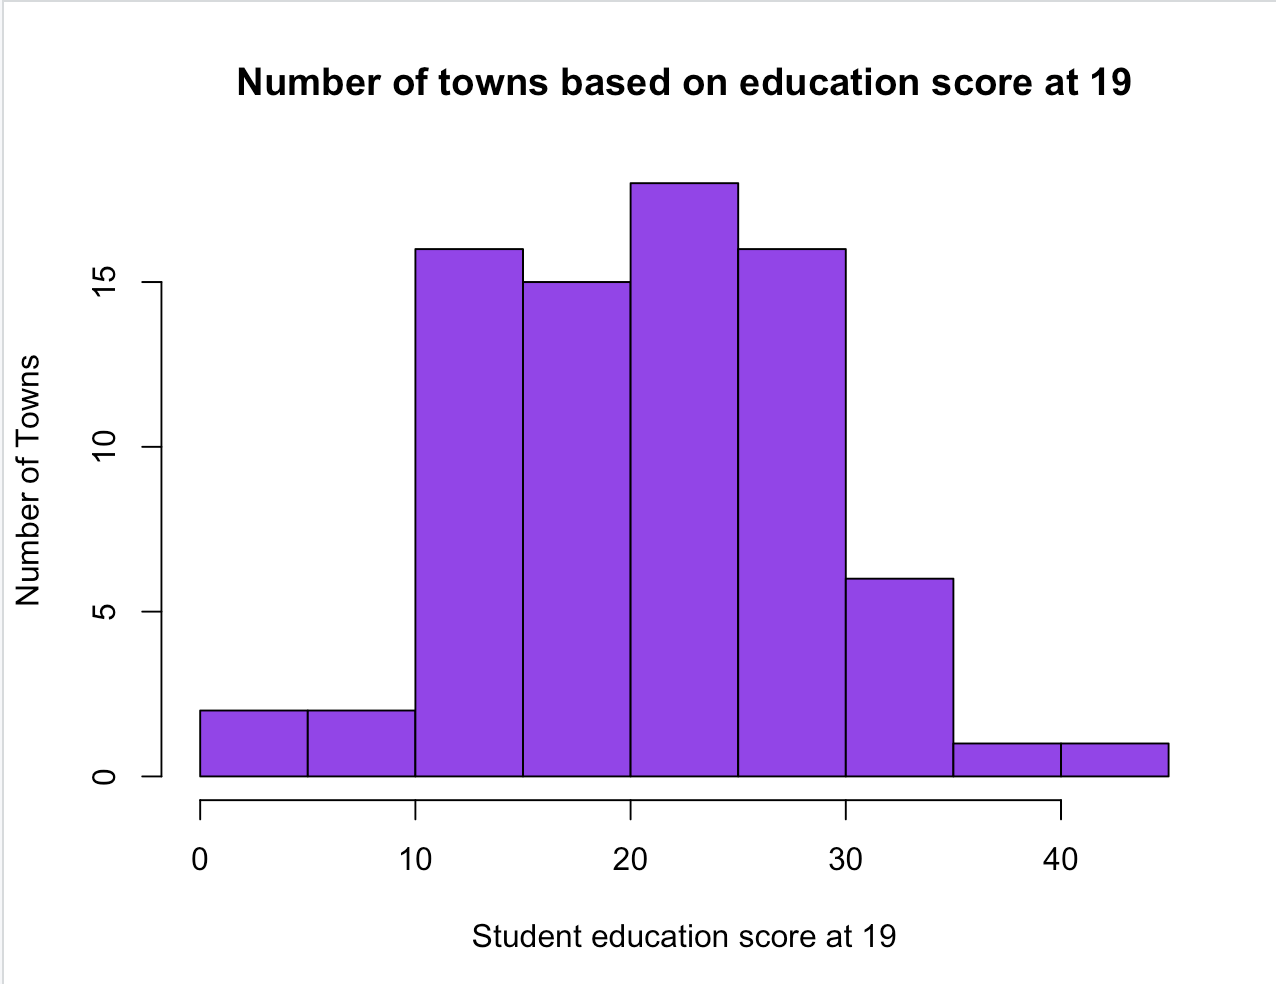 Number of towns based on education score at 19
Number of Towns
15
10
5
0
0 10 20 30 40
Student education score at 19